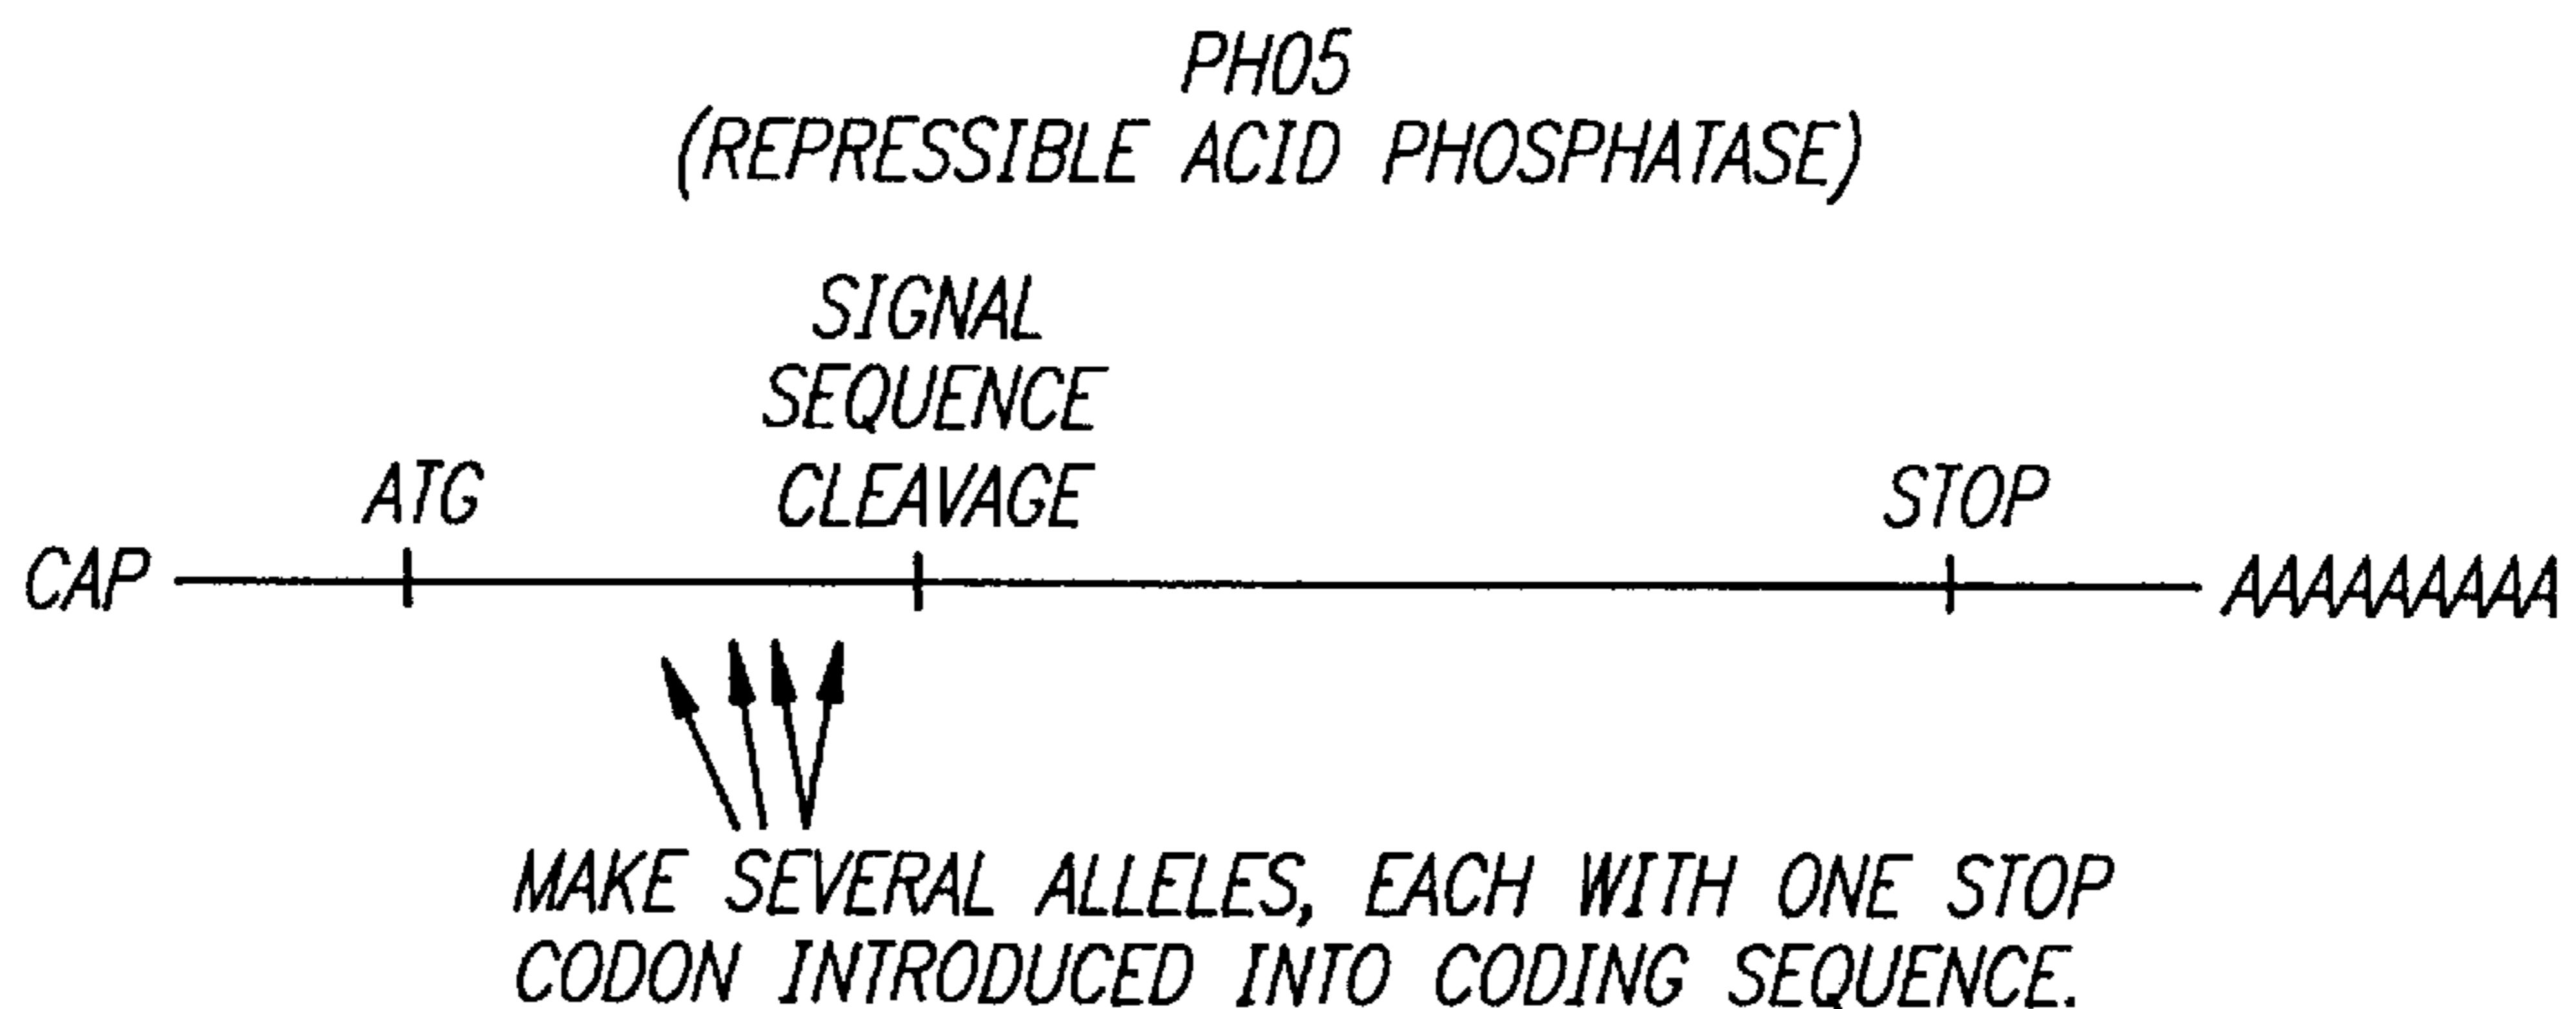 PHO5
(REPRESSIBLE ACID PHOSPHATASE)
SIGNAL
SEQUENCE
CLEAVAGE
ATG
STOP
CAP
AAAAAAAAA
MAKE SEVERAL ALLELES, EACH WITH ONE STOP
CODON INTRODUCED INTO CODING SEQUENCE.